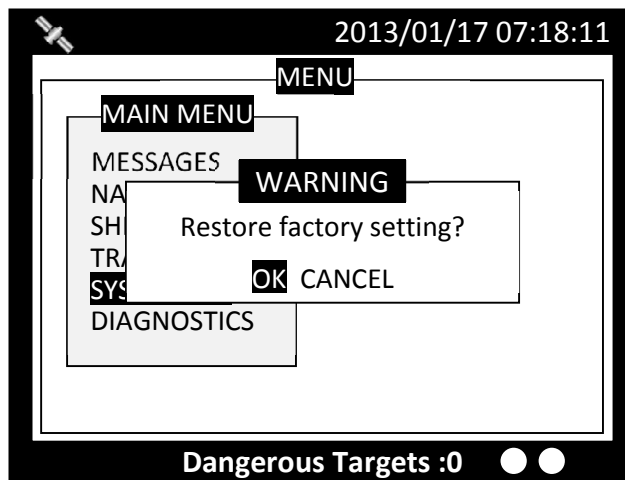 2013/01/17 07:18:11
MENU
MAIN MENU
MESSAGES
WARNING
Restore factory setting?
OK CANCEL
DIAGNOSTICS
Dangerous Targets :0